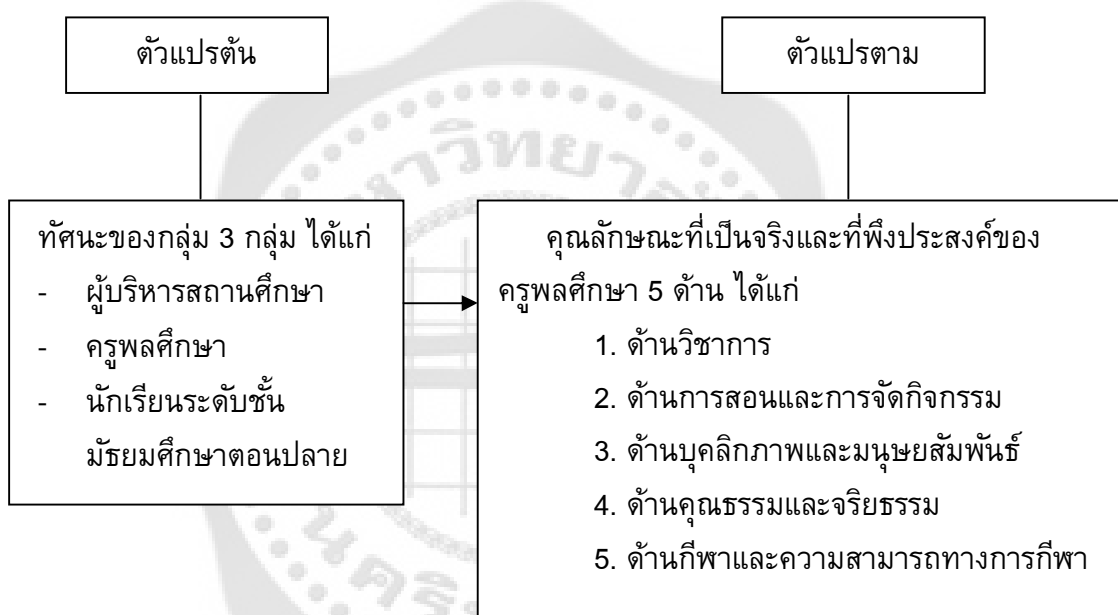 ตัวแปรต้น
ตัวแปรตาม
ทัศนะของกลุ่ม 3 กลุ่ม ได้แก่
- ผู้บริหารสถานศึกษา
- ครูพลศึกษา
- นักเรียนระดับชั้น
มัธยมศึกษาตอนปลาย
คุณลักษณะที่เป็นจริงและที่พึงประสงค์ของ
ครูพลศึกษา 5 ด้าน ได้แก่
1. ด้านวิชาการ
2. ด้านการสอนและการจัดกิจกรรม
3. ด้านบุคลิกภาพและมนุษยสัมพันธ์
4. ด้านคุณธรรมและจริยธรรม
5. ด้านกีฬาและความสามารถทางการกีฬา